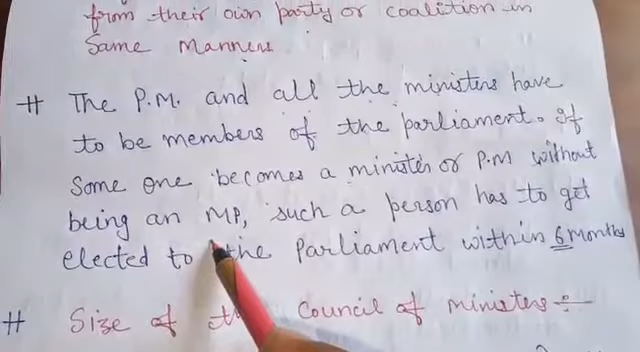 from their own party or coalition in
Same manner.
# The P.M. and all the ministers have
to be members of the parliament. If
Some one becomes a minister or P.M without
being an MP, such a person has to get
elected to the Parliament within 6 months
# Size of Council of ministers :-